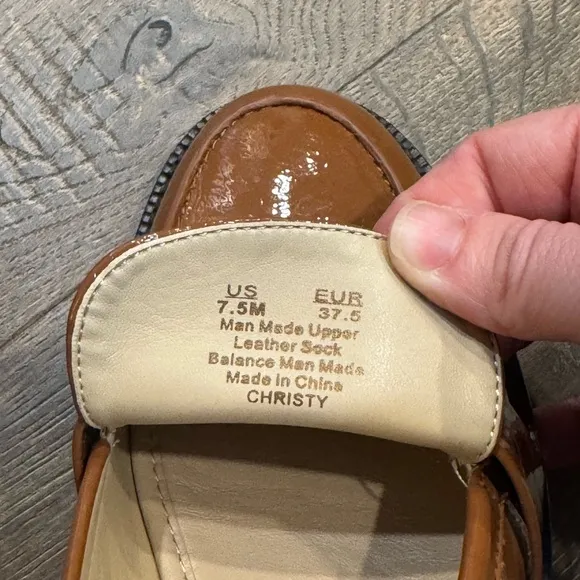 US EUR
7.5M 37.5
Man Made Upper
Leather Sock
Balance Man Made
Made In China
CHRISTY